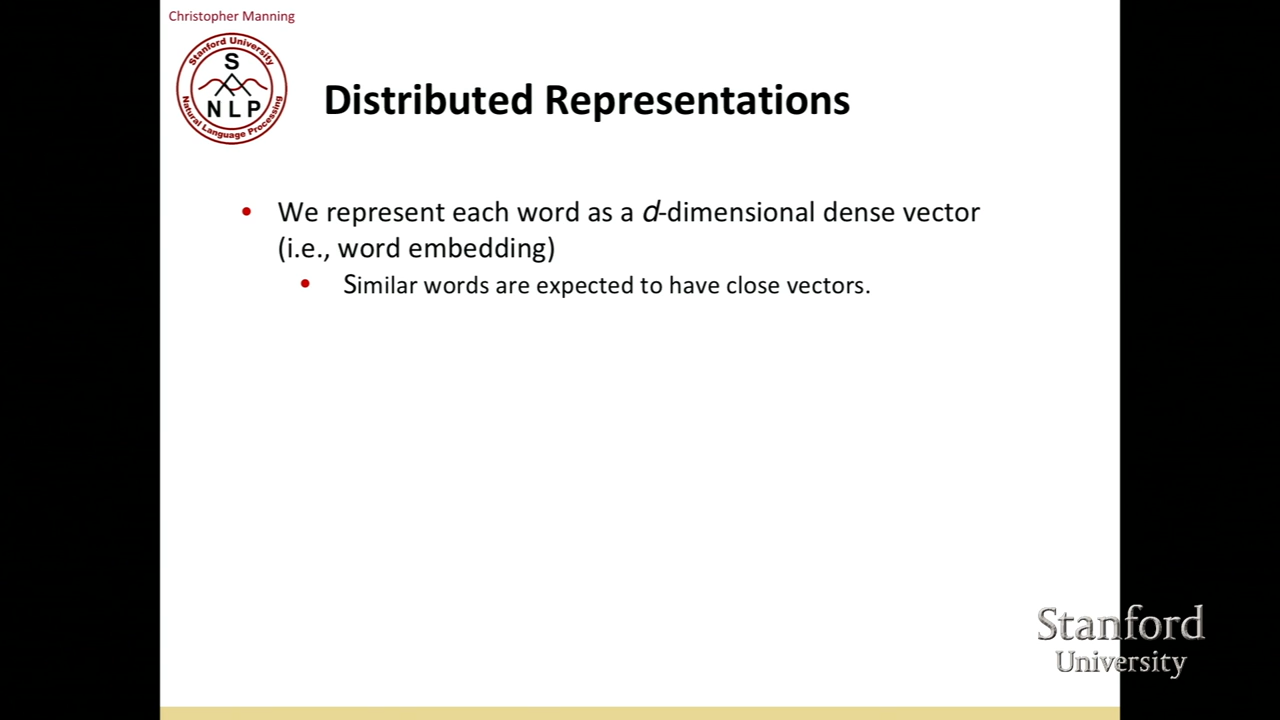 Christopher Manning
Stanford University
S
NLP
Natural Language Processing
Distributed Representations
• We represent each word as a d-dimensional dense vector
(i.e., word embedding)
• Similar words are expected to have close vectors.
Stanford
University